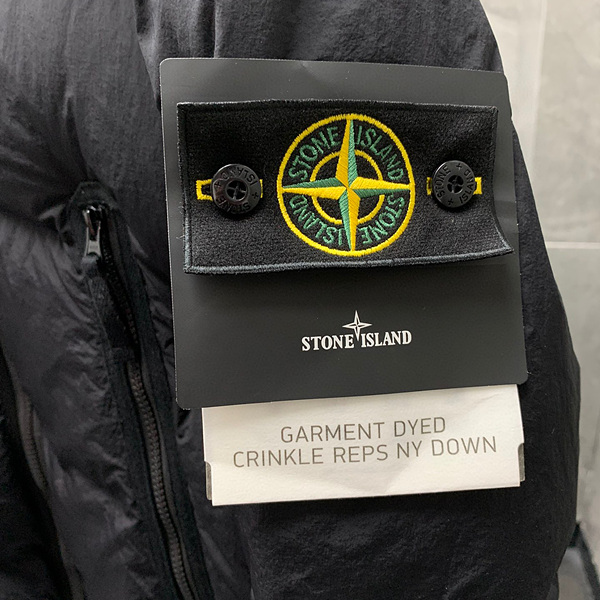 STONE ISLAND
ISLAND STONE
STONE ISLAND
GARMENT DYED
CRINKLE REPS NY DOWN